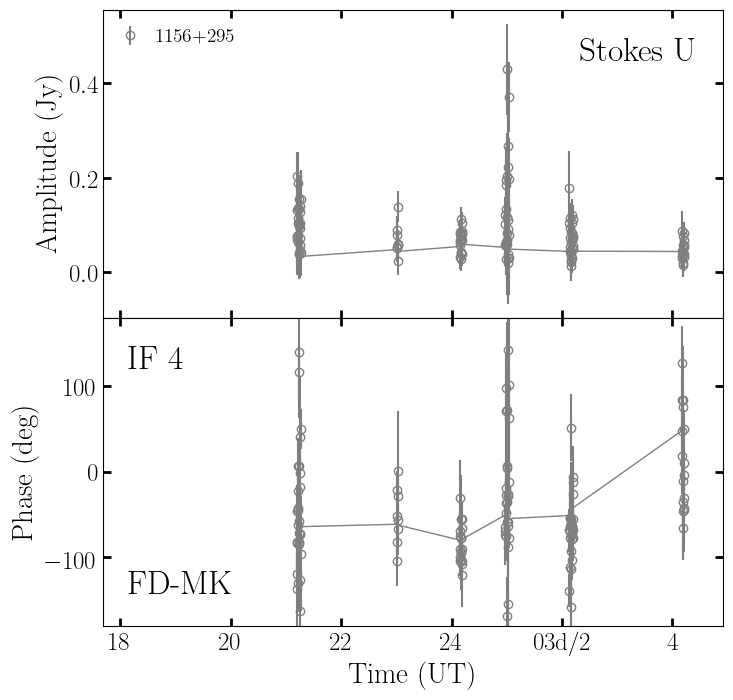 1156+295
Stokes U
Amplitude (Jy)
0.4
0.2
0.0
IF 4
Phase (deg)
100
0
−100
FD-MK
18 20 22 24 03d/2 4
Time (UT)